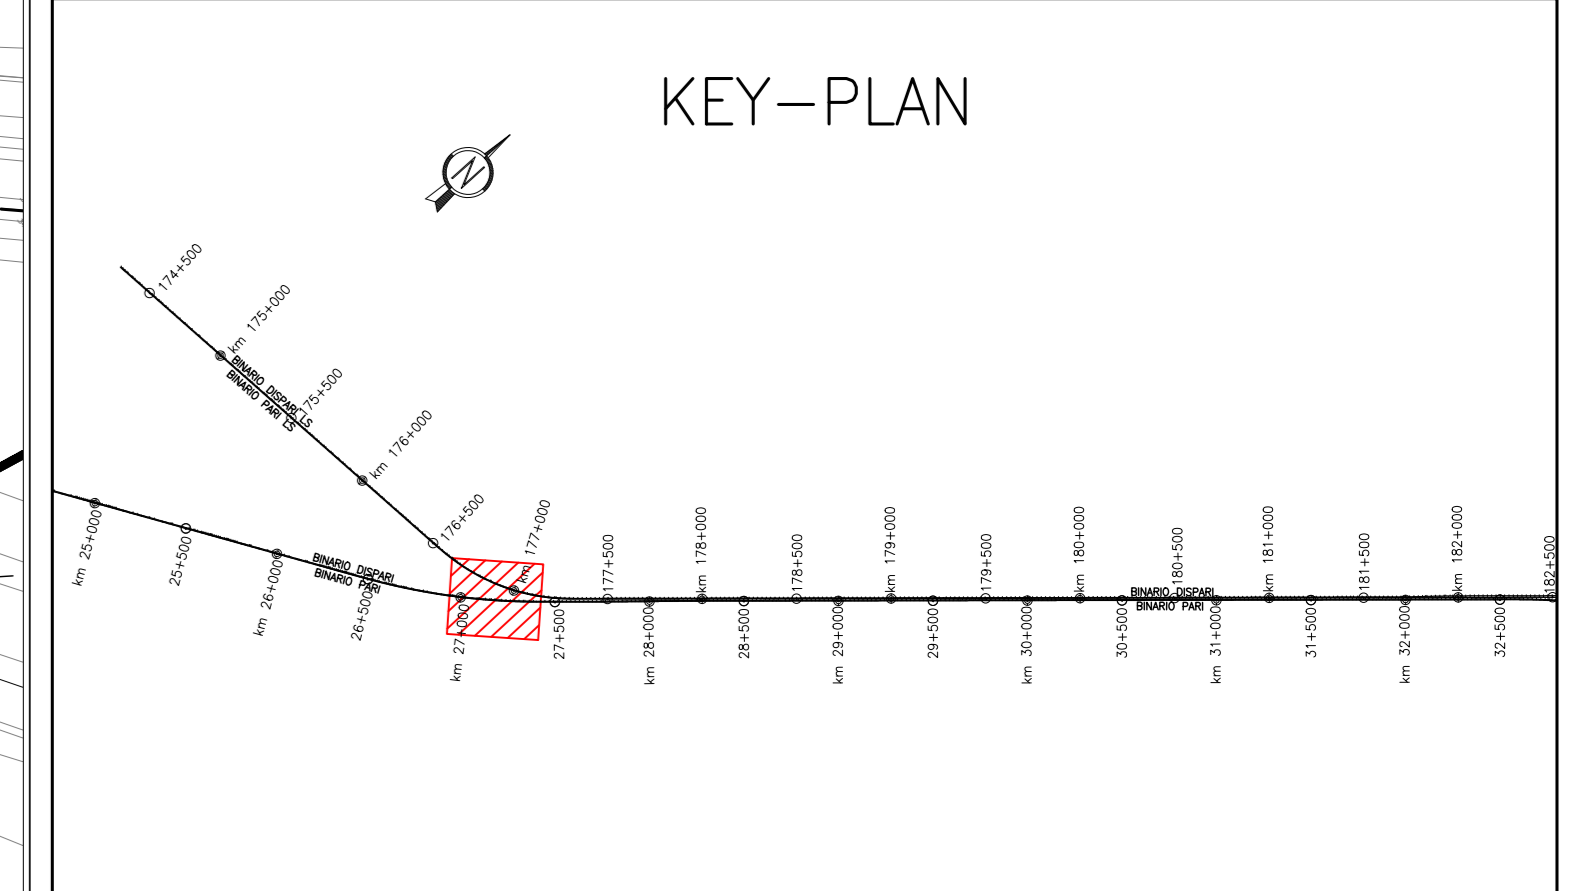 KEY-PLAN
N
174+500
km 175+000
BINARIO DISPARI LS
BINARIO PARI LS
175+500
km 176+000
176+500
km 177+000
177+500
km 178+000
178+500
km 179+000
179+500
km 180+000
180+500
km 181+000
181+500
km 182+000
182+500
km 25+000
25+500
km 26+000
BINARIO DISPARI
BINARIO PARI
26+500
km 27+000
27+500
km 28+000
28+500
km 29+000
29+500
km 30+000
30+500
BINARIO DISPARI
BINARIO PARI
km 31+000
31+500
km 32+000
32+500